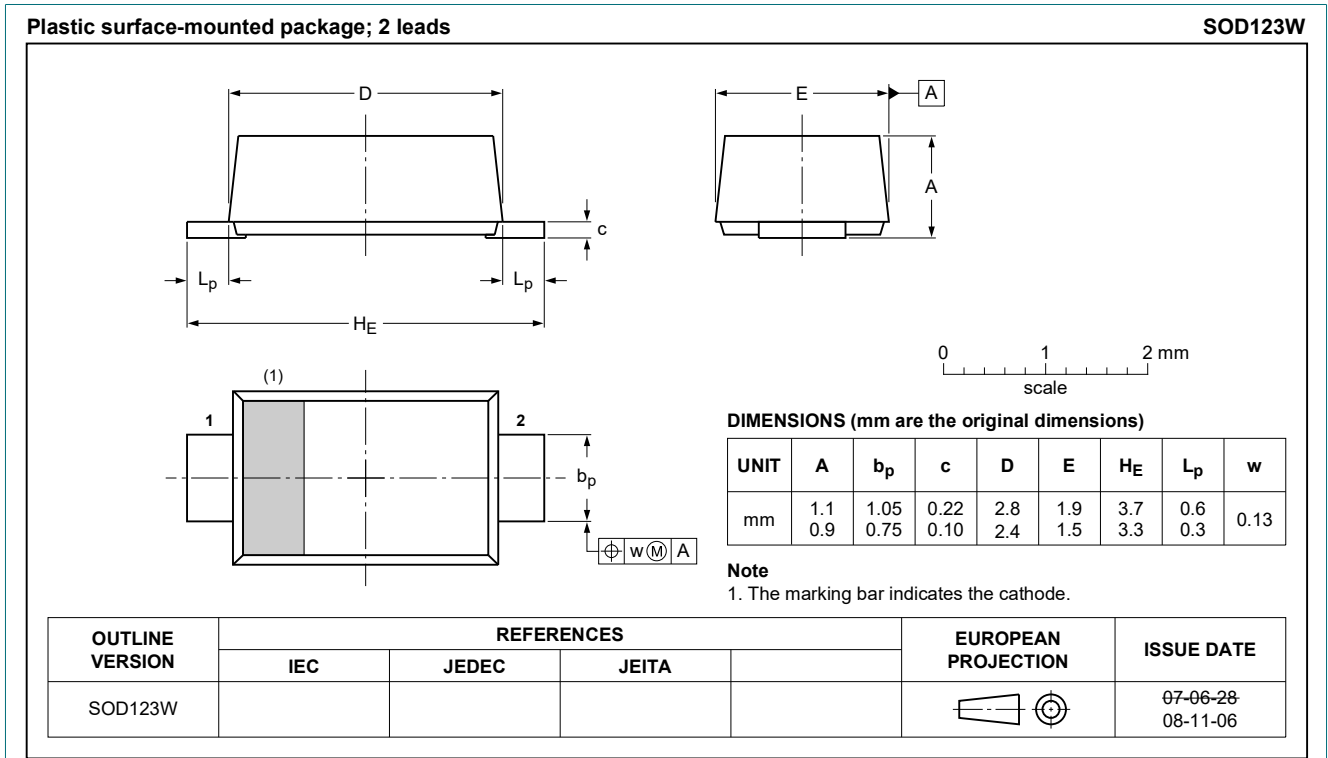 Plastic surface-mounted package; 2 leads SOD123W
D
E
A
A
c
Lp
Lp
HE
(1)
1
2
bp
w M A
0 1 2 mm
scale
DIMENSIONS (mm are the original dimensions)
UNIT A bp c D E HE Lp w
mm 1.1 1.05 0.22 2.8 1.9 3.7 0.6 0.13
0.9 0.75 0.10 2.4 1.5 3.3 0.3
Note
1. The marking bar indicates the cathode.
OUTLINE VERSION REFERENCES EUROPEAN PROJECTION ISSUE DATE
IEC JEDEC JEITA
SOD123W 07-06-28
08-11-06